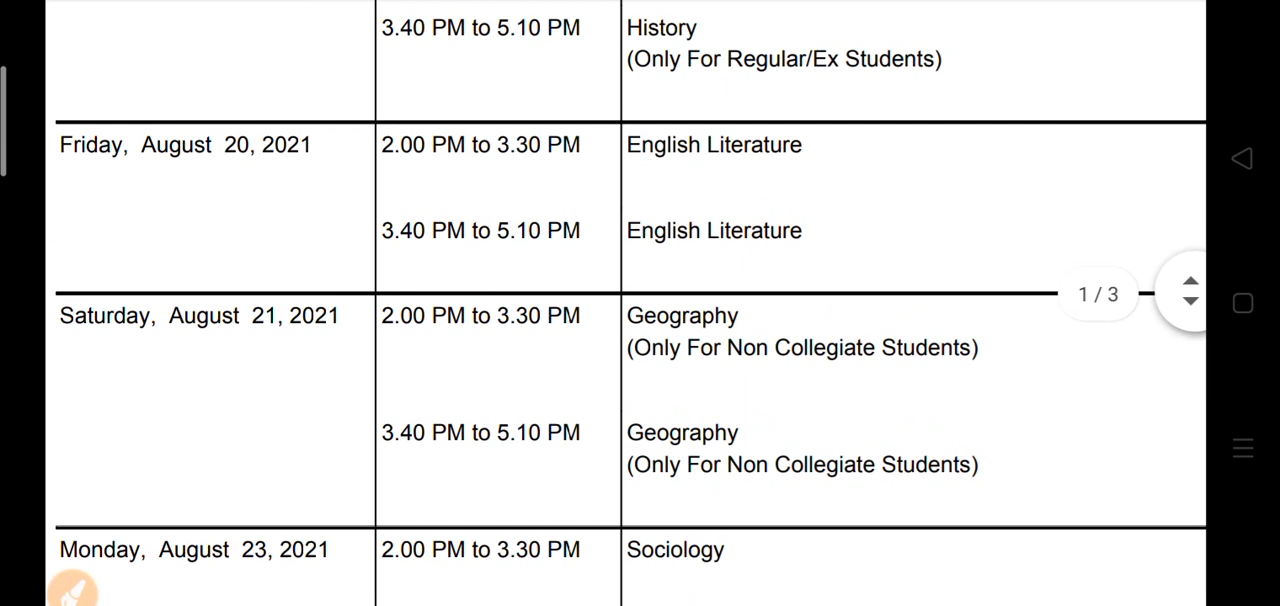 3.40 PM to 5.10 PM History
(Only For Regular/Ex Students)
Friday, August 20, 2021 2.00 PM to 3.30 PM English Literature
3.40 PM to 5.10 PM English Literature
1 / 3
Saturday, August 21, 2021 2.00 PM to 3.30 PM Geography
(Only For Non Collegiate Students)
3.40 PM to 5.10 PM Geography
(Only For Non Collegiate Students)
Monday, August 23, 2021 2.00 PM to 3.30 PM Sociology